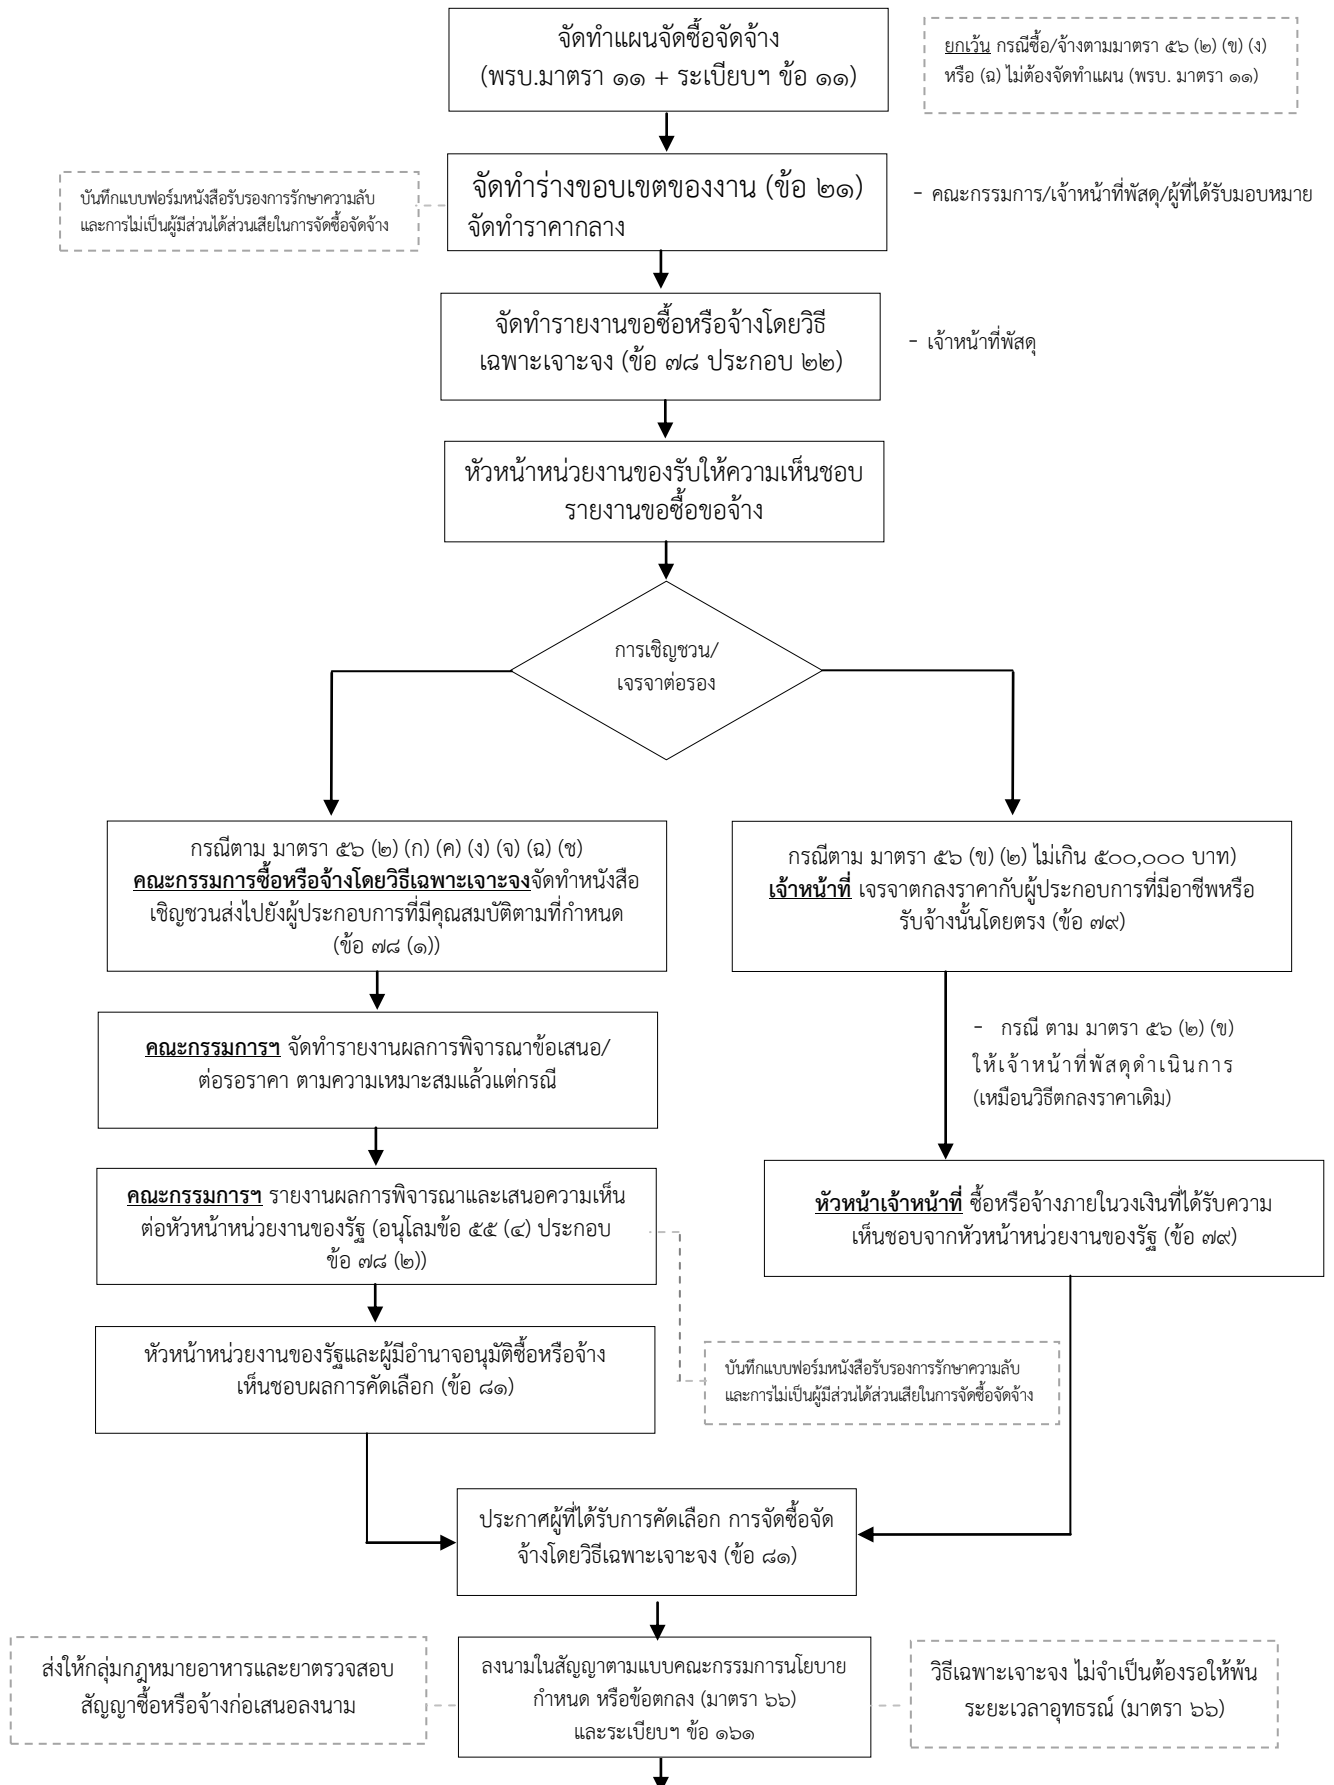 จัดทำแผนจัดซื้อจัดจ้าง
(พรบ.มาตรา ๑๑ + ระเบียบฯ ข้อ ๑๑)
ยกเว้น กรณีซื้อ/จ้างตามมาตรา ๕๖ (๒) (ข) (ง)
หรือ (ฉ) ไม่ต้องจัดทำแผน (พรบ. มาตรา ๑๑)
บันทึกแบบฟอร์มหนังสือรับรองการรักษาความลับ
และการไม่เป็นผู้มีส่วนได้ส่วนเสียในการจัดซื้อจัดจ้าง
จัดทำร่างขอบเขตของงาน (ข้อ ๒๑)
จัดทำราคากลาง
- คณะกรรมการ/เจ้าหน้าที่พัสดุ/ผู้ที่ได้รับมอบหมาย
จัดทำรายงานขอซื้อหรือจ้างโดยวิธี
เฉพาะเจาะจง (ข้อ ๗๘ ประกอบ ๒๒)
- เจ้าหน้าที่พัสดุ
หัวหน้าหน่วยงานของรับให้ความเห็นชอบ
รายงานขอซื้อขอจ้าง
การเชิญชวน/
เจรจาต่อรอง
กรณีตาม มาตรา ๕๖ (๒) (ก) (ค) (ง) (จ) (ฉ) (ช)
คณะกรรมการซื้อหรือจ้างโดยวิธีเฉพาะเจาะจงจัดทำหนังสือ
เชิญชวนส่งไปยังผู้ประกอบการที่มีคุณสมบัติตามที่กำหนด
(ข้อ ๗๘ (๑))
กรณีตาม มาตรา ๕๖ (ข) (๒) ไม่เกิน ๕๐๐,๐๐๐ บาท)
เจ้าหน้าที่ เจรจาตกลงราคากับผู้ประกอบการที่มีอาชีพหรือ
รับจ้างนั้นโดยตรง (ข้อ ๗๙)
คณะกรรมการฯ จัดทำรายงานผลการพิจารณาข้อเสนอ/
ต่อรอราคา ตามความเหมาะสมแล้วแต่กรณี
- กรณี ตาม มาตรา ๕๖ (๒) (ข)
ให้เจ้าหน้าที่พัสดุดำเนินการ
(เหมือนวิธีตกลงราคาเดิม)
คณะกรรมการฯ รายงานผลการพิจารณาและเสนอความเห็น
ต่อหัวหน้าหน่วยงานของรัฐ (อนุโลมข้อ ๕๕ (๔) ประกอบ
ข้อ ๗๘ (๒))
หัวหน้าเจ้าหน้าที่ ซื้อหรือจ้างภายในวงเงินที่ได้รับความ
เห็นชอบจากหัวหน้าหน่วยงานของรัฐ (ข้อ ๗๙)
หัวหน้าหน่วยงานของรัฐและผู้มีอำนาจอนุมัติซื้อหรือจ้าง
เห็นชอบผลการคัดเลือก (ข้อ ๘๑)
บันทึกแบบฟอร์มหนังสือรับรองการรักษาความลับ
และการไม่เป็นผู้มีส่วนได้ส่วนเสียในการจัดซื้อจัดจ้าง
ประกาศผู้ที่ได้รับการคัดเลือก การจัดซื้อจัด
จ้างโดยวิธีเฉพาะเจาะจง (ข้อ ๘๑)
ส่งให้กลุ่มกฎหมายอาหารและยาตรวจสอบ
สัญญาซื้อหรือจ้างก่อเสนอลงนาม
ลงนามในสัญญาตามแบบคณะกรรมการนโยบาย
กำหนด หรือข้อตกลง (มาตรา ๖๖)
และระเบียบฯ ข้อ ๑๖๑
วิธีเฉพาะเจาะจง ไม่จำเป็นต้องรอให้พ้น
ระยะเวลาอุทธรณ์ (มาตรา ๖๖)